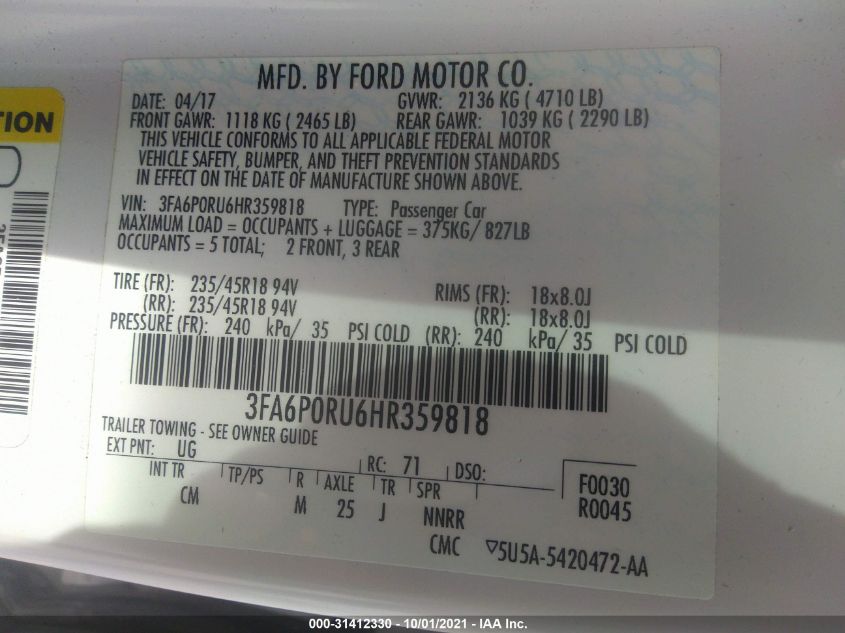 MFD. BY FORD MOTOR CO.
DATE: 04/17 GVWR: 2136 KG ( 4710 LB)
FRONT GAWR: 1118 KG ( 2465 LB) REAR GAWR: 1039 KG ( 2290 LB)
THIS VEHICLE CONFORMS TO ALL APPLICABLE FEDERAL MOTOR
VEHICLE SAFETY, BUMPER, AND THEFT PREVENTION STANDARDS
IN EFFECT ON THE DATE OF MANUFACTURE SHOWN ABOVE.
VIN: 3FA6P0RU6HR359818 TYPE: Passenger Car
MAXIMUM LOAD = OCCUPANTS + LUGGAGE = 375KG/ 827LB
OCCUPANTS = 5 TOTAL; 2 FRONT, 3 REAR
TIRE (FR): 235/45R18 94V RIMS (FR): 18x8.0J
(RR): 235/45R18 94V (RR): 18x8.0J
PRESSURE (FR): 240 kPa/ 35 PSI COLD (RR): 240 kPa/ 35 PSI COLD
3FA6P0RU6HR359818
TRAILER TOWING - SEE OWNER GUIDE
EXT PNT: UG RC: 71 DSO:
INT TR TP/PS R AXLE TR SPR F0030
CM M 25 J NNRR R0045
CMC ▽5U5A-5420472-AA
TION
000-31412330 - 10/01/2021 - IAA Inc.